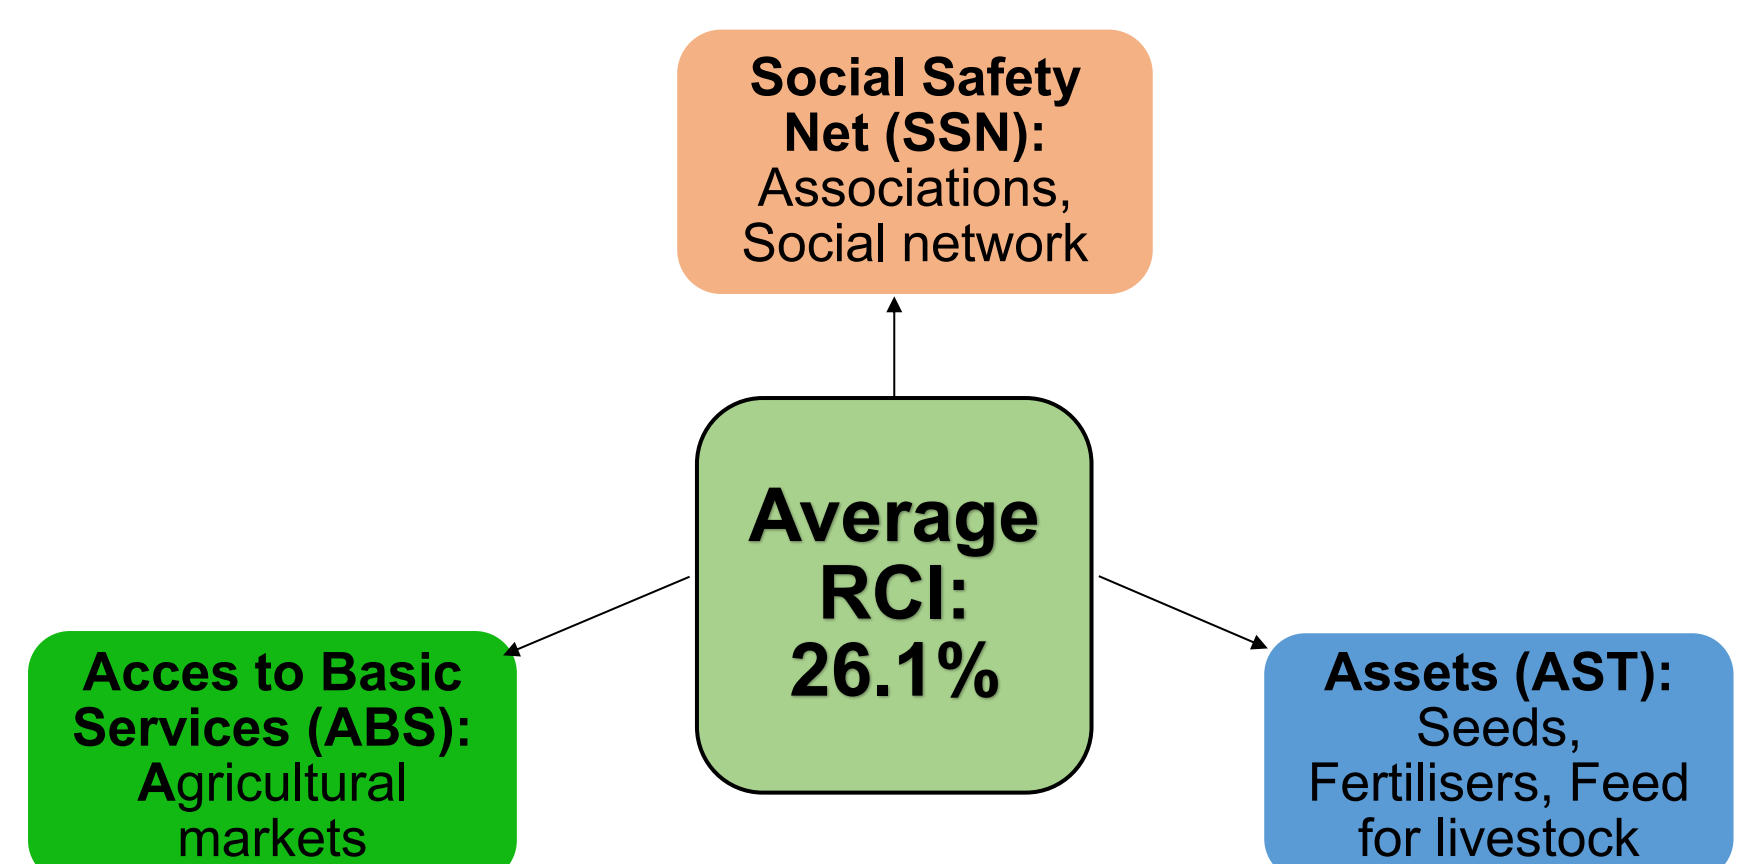 Social Safety
Net (SSN):
Associations,
Social network
Average
RCI:
26.1%
Acces to Basic
Services (ABS):
Agricultural
markets
Assets (AST):
Seeds,
Fertilisers, Feed
for livestock